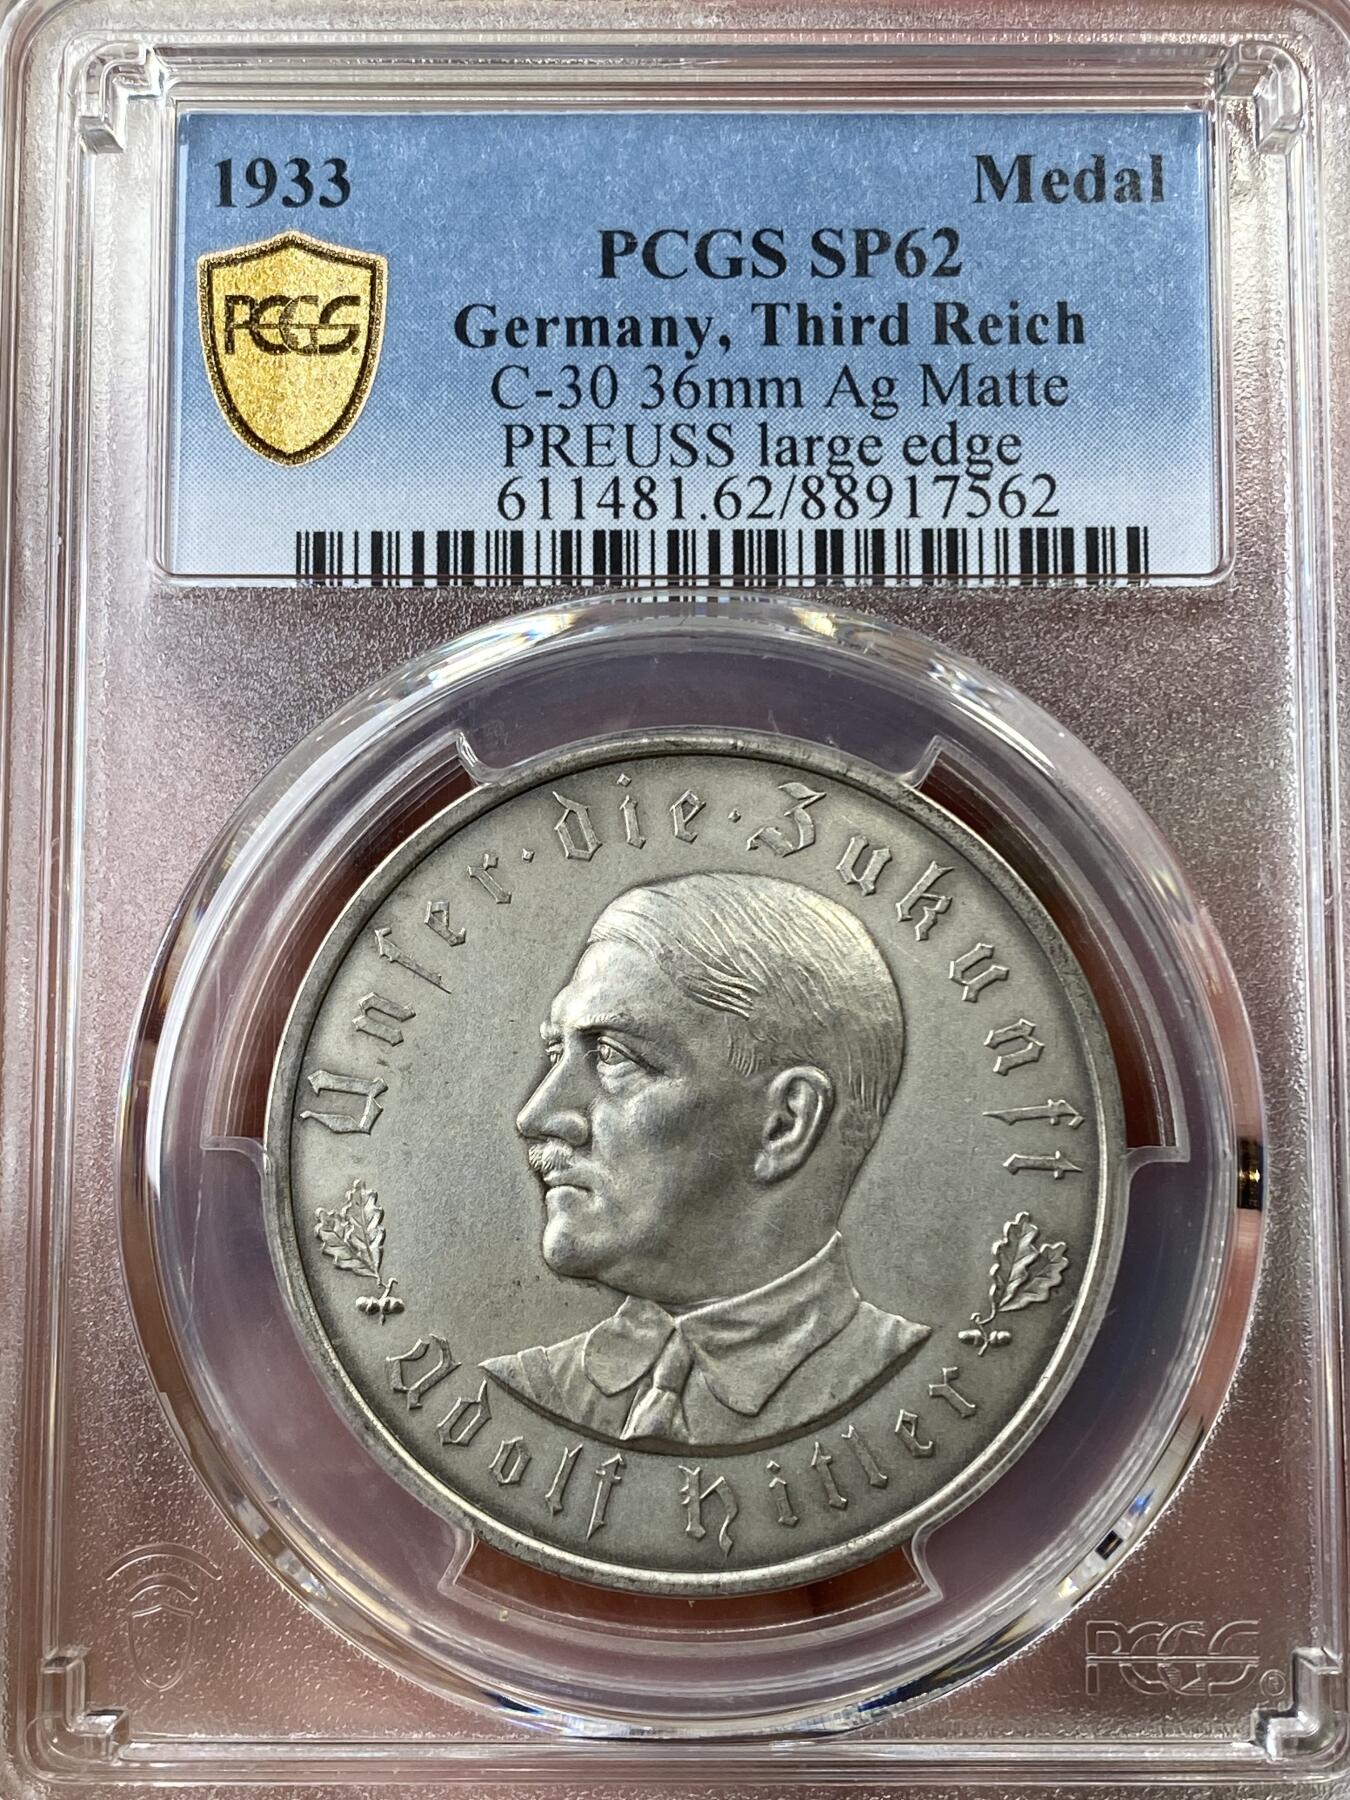 1933 Medal
PCGS SP62
PCGS
Germany, Third Reich
C-30 36mm Ag Matte
PREUSS large edge
611481.62/88917562
Unser · die · Zukunft
Adolf Hitler
PCGS